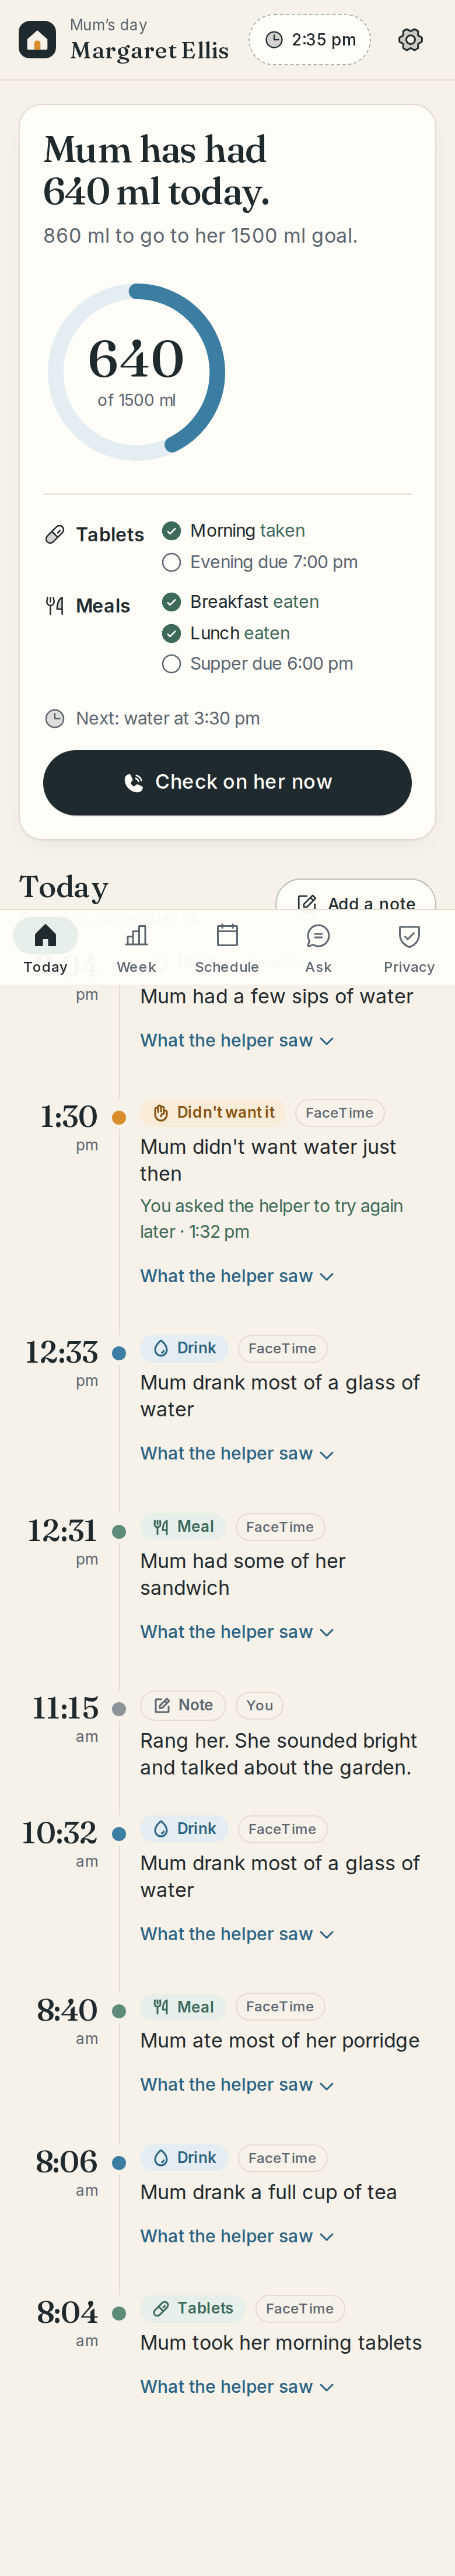 Mum's day
Margaret Ellis
2:35 pm
Mum has had
640 ml today.
860 ml to go to her 1500 ml goal.
640
of 1500 ml
Tablets
Morning taken
Evening due 7:00 pm
Meals
Breakfast eaten
Lunch eaten
Supper due 6:00 pm
Next: water at 3:30 pm
Check on her now
Today
Add a note
Today
Week
Schedule
Ask
Privacy
pm
Mum had a few sips of water
What the helper saw
1:30
pm
Didn't want it
FaceTime
Mum didn't want water just
then
You asked the helper to try again
later · 1:32 pm
What the helper saw
12:33
pm
Drink
FaceTime
Mum drank most of a glass of
water
What the helper saw
12:31
pm
Meal
FaceTime
Mum had some of her
sandwich
What the helper saw
11:15
am
Note
You
Rang her. She sounded bright
and talked about the garden.
10:32
am
Drink
FaceTime
Mum drank most of a glass of
water
What the helper saw
8:40
am
Meal
FaceTime
Mum ate most of her porridge
What the helper saw
8:06
am
Drink
FaceTime
Mum drank a full cup of tea
What the helper saw
8:04
am
Tablets
FaceTime
Mum took her morning tablets
What the helper saw